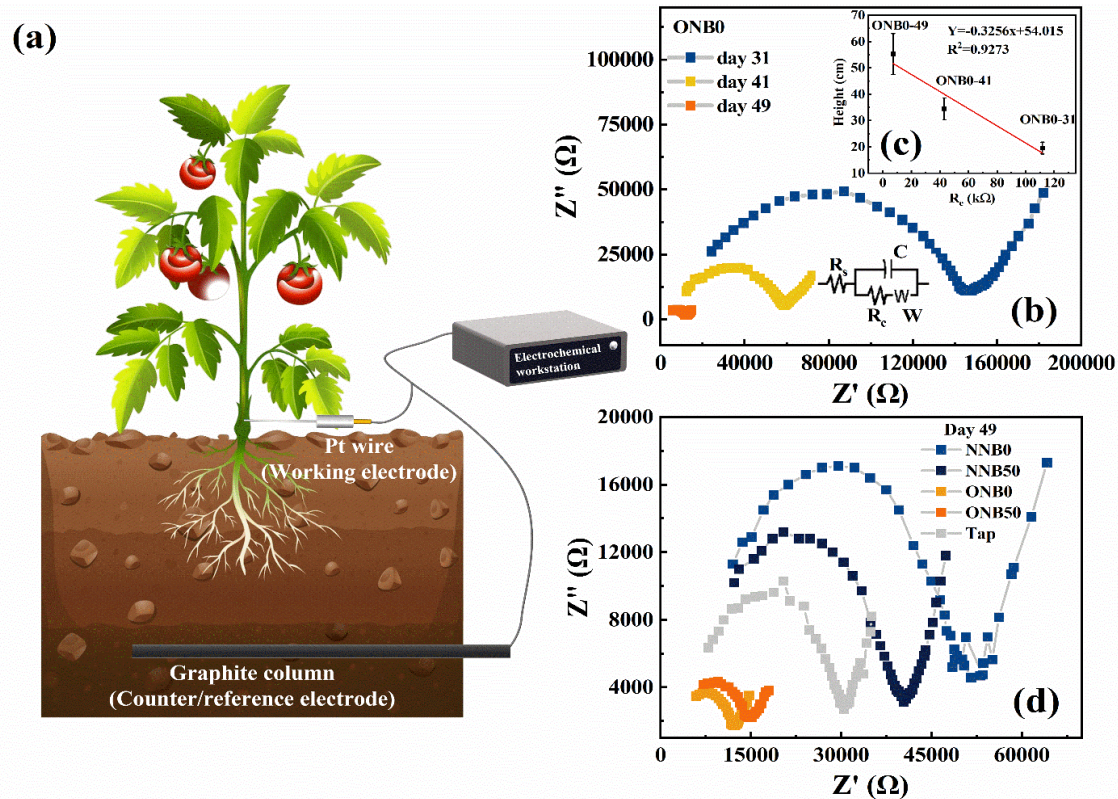 (a)
Electrochemical
workstation
Pt wire
(Working electrode)
Graphite column
(Counter/reference electrode)
ONB0
day 31
day 41
day 49
Z'' (Ω)
100000
75000
50000
25000
0
0 40000 80000 120000 160000 200000
Z' (Ω)
Rs
C
Rc W
W
(b)
Height (cm)
70
60
50
40
30
20
10
0 20 40 60 80 100 120
Rc (kΩ)
ONB0-49
Y=-0.3256x+54.015
R²=0.9273
ONB0-41
ONB0-31
(c)
Z'' (Ω)
20000
16000
12000
8000
4000
0 15000 30000 45000 60000
Z' (Ω)
Day 49
NNB0
NNB50
ONB0
ONB50
Tap
(d)